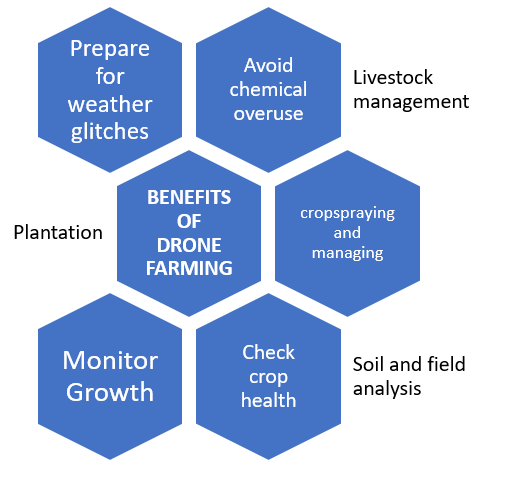 Prepare
for
weather
glitches
Avoid
chemical
overuse
Livestock
management
Plantation
BENEFITS
OF
DRONE
FARMING
cropspraying
and
managing
Monitor
Growth
Check
crop
health
Soil and field
analysis